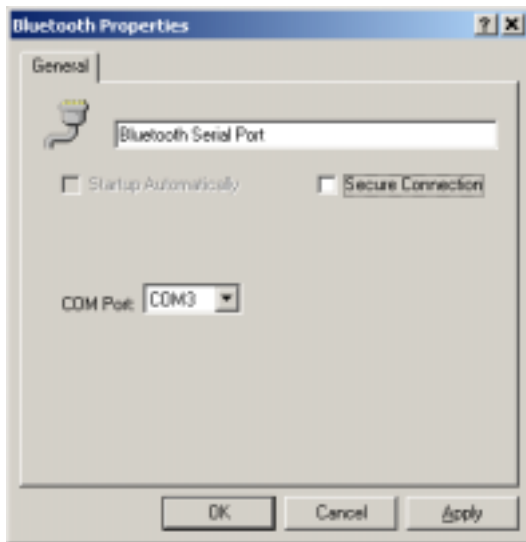 Bluetooth Properties
General
Bluetooth Serial Port
Startup Automatically Secure Connection
COM Port: COM3
OK Cancel Apply